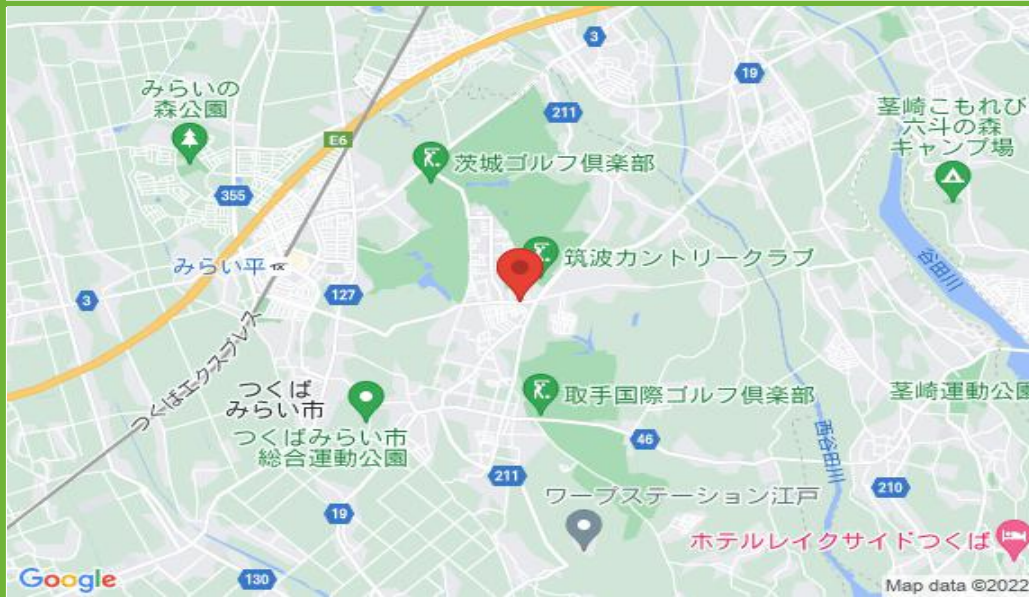 3
19
みらいの
森公園
211
茎崎こもれび
六斗の森
キャンプ場
E6
茨城ゴルフ倶楽部
355
筑波カントリークラブ
みらい平
駅
谷田川
127
3
つくばエクスプレス
つくば
みらい市
取手国際ゴルフ倶楽部
茎崎運動公園
つくばみらい市
総合運動公園
46
西谷田川
211
210
ワープステーション江戸
19
ホテルレイクサイドつくば
Google
130
Map data ©2022